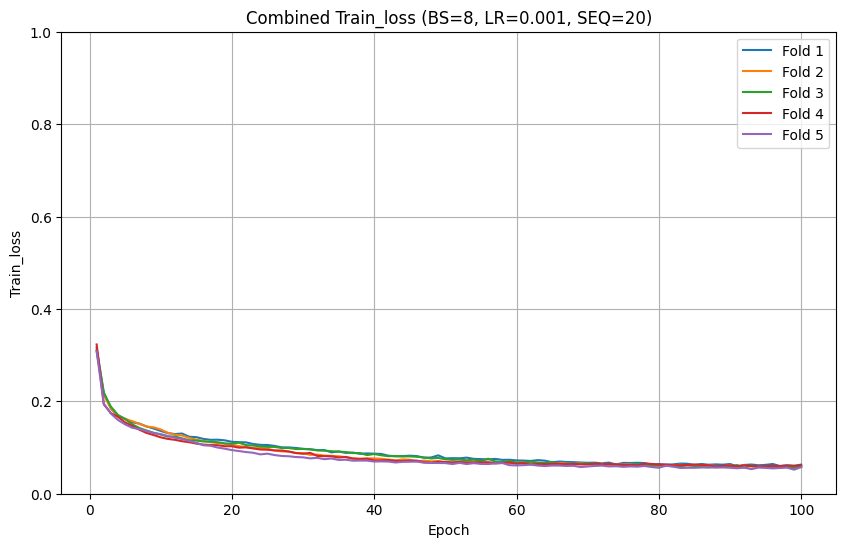 Combined Train_loss (BS=8, LR=0.001, SEQ=20)
1.0
0.8
0.6
0.4
0.2
0.0
Train_loss
0 20 40 60 80 100
Epoch
Fold 1
Fold 2
Fold 3
Fold 4
Fold 5